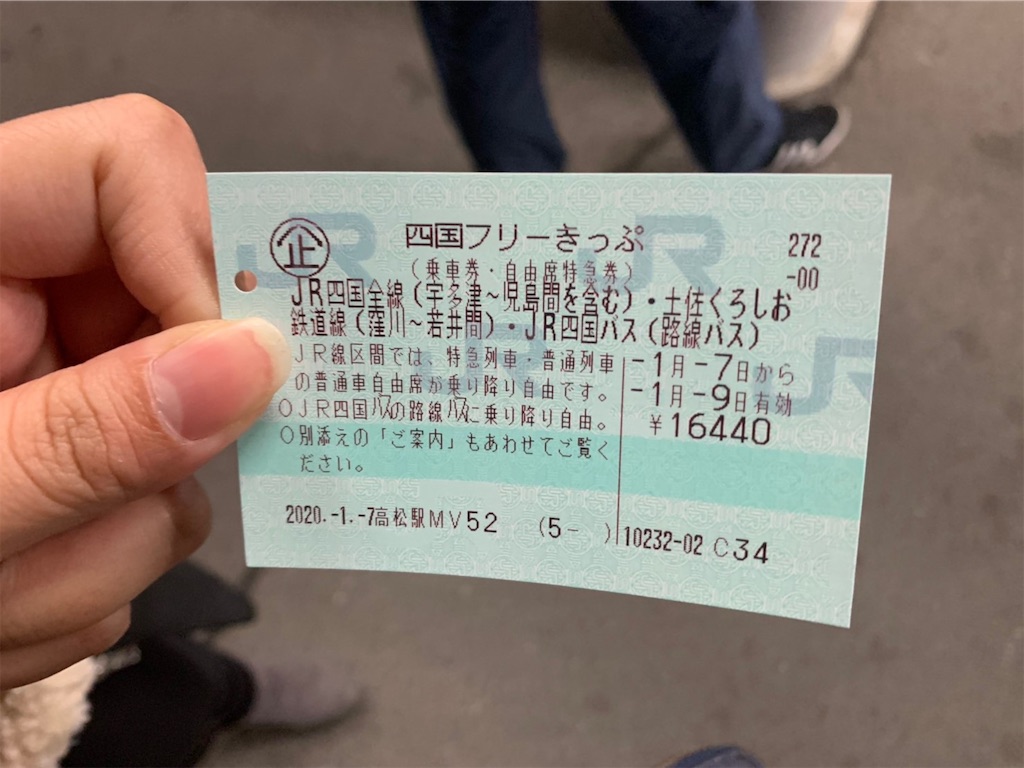 企 四国フリーきっぷ 272
(乗車券・自由席特急券) -00
JR四国全線(宇多津~児島間を含む)・土佐くろしお
鉄道線(窪川~若井間)・JR四国バス(路線バス)
JR線区間では、特急列車・普通列車
の普通車自由席が乗り降り自由です。
○JR四国バスの路線バスに乗り降り自由。
○別添えの「ご案内」もあわせてご覧く
ださい。
-1月-7日から
-1月-9日有効
¥16440
2020.-1.-7高松駅MV52 (5- ) 10232-02 C34
JR
JR
JR